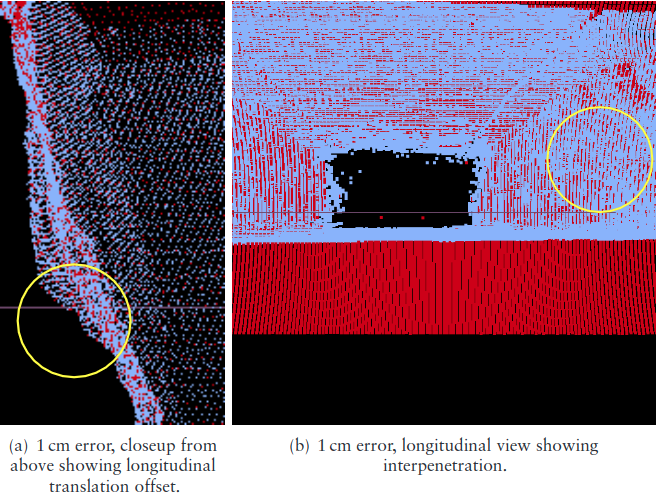 (a) 1 cm error, closeup from
above showing longitudinal
translation offset.
(b) 1 cm error, longitudinal view showing
interpenetration.